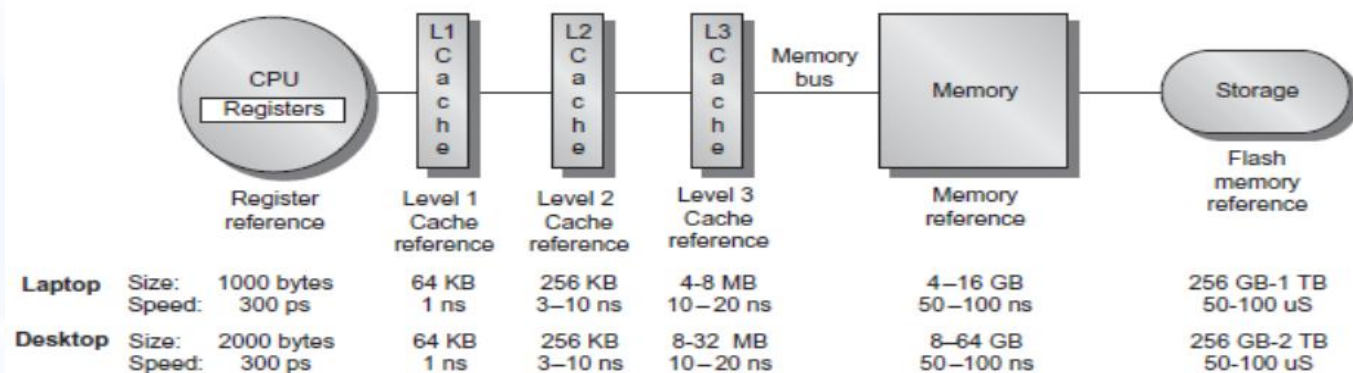 L1 Cache
L2 Cache
L3 Cache
CPU
Registers
Memory bus
Memory
Storage
Register reference
Level 1 Cache reference
Level 2 Cache reference
Level 3 Cache reference
Memory reference
Flash memory reference
Laptop Size: 1000 bytes 64 KB 256 KB 4-8 MB 4–16 GB 256 GB-1 TB
Speed: 300 ps 1 ns 3–10 ns 10–20 ns 50–100 ns 50-100 uS
Desktop Size: 2000 bytes 64 KB 256 KB 8-32 MB 8–64 GB 256 GB-2 TB
Speed: 300 ps 1 ns 3–10 ns 10–20 ns 50–100 ns 50-100 uS